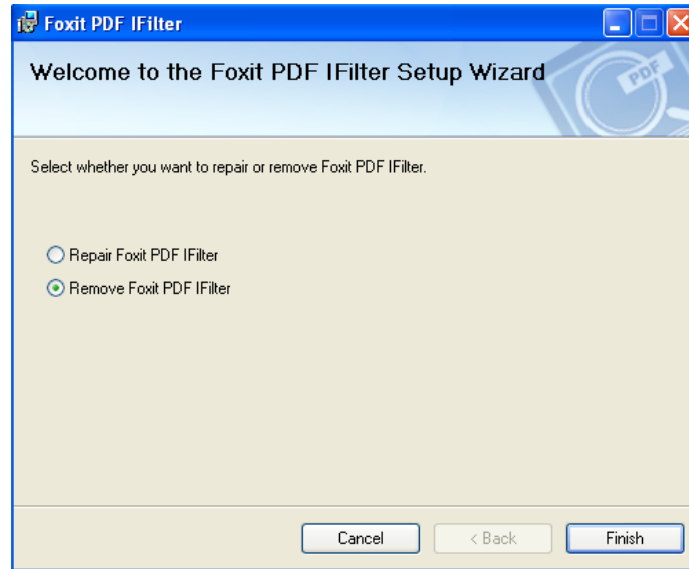 Foxit PDF IFilter
Welcome to the Foxit PDF IFilter Setup Wizard
PDF
Select whether you want to repair or remove Foxit PDF IFilter.
Repair Foxit PDF IFilter
Remove Foxit PDF IFilter
Cancel
< Back
Finish